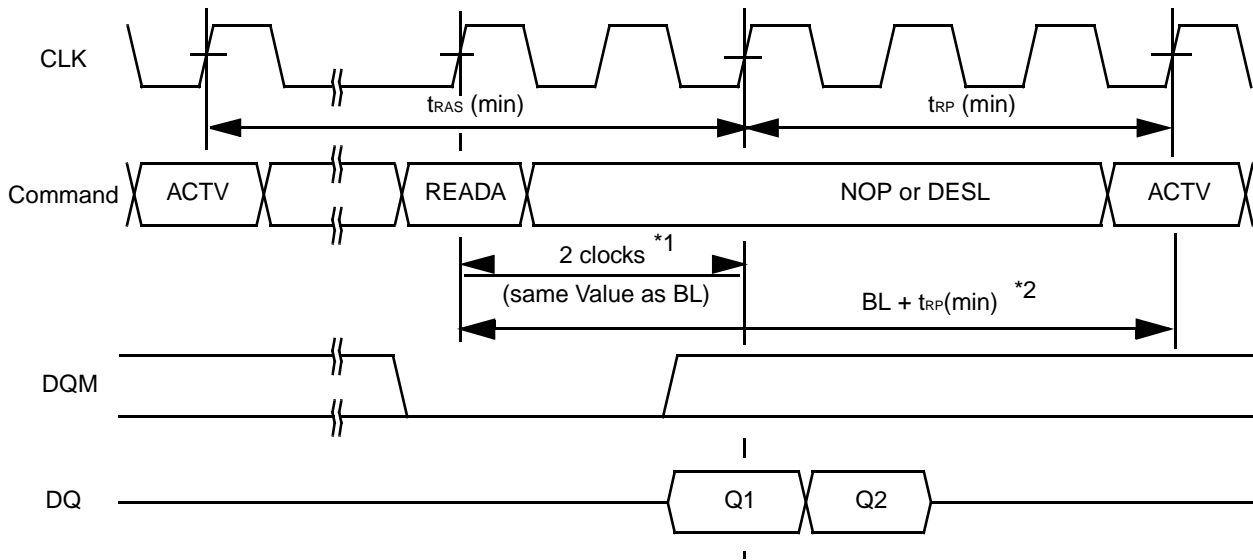 CLK
tRAS (min)
tRP (min)
Command
ACTV
READA
NOP or DESL
ACTV
2 clocks *1
(same Value as BL)
BL + tRP(min) *2
DQM
DQ
Q1
Q2